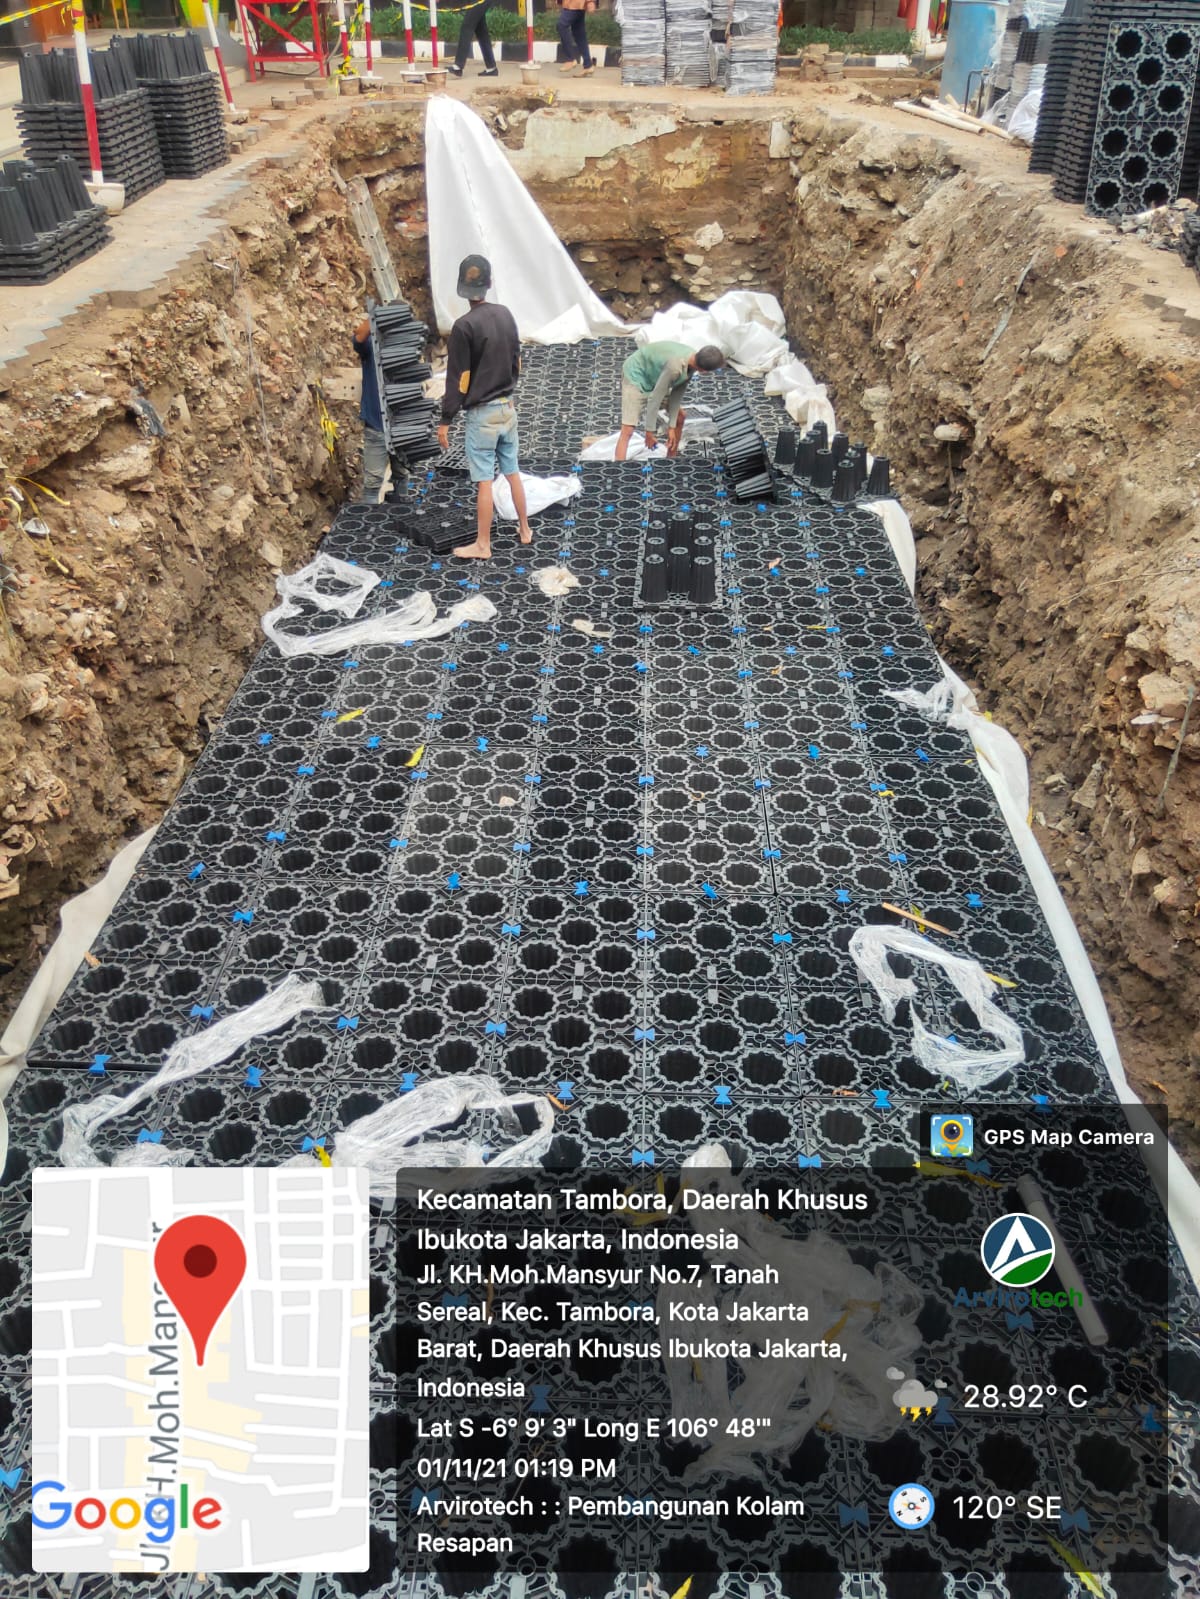 GPS Map Camera
Kecamatan Tambora, Daerah Khusus
Ibukota Jakarta, Indonesia
Jl. KH.Moh.Mansyur No.7, Tanah
Sereal, Kec. Tambora, Kota Jakarta
Barat, Daerah Khusus Ibukota Jakarta,
Indonesia
Lat S -6° 9' 3" Long E 106° 48'"
01/11/21 01:19 PM
Arvirotech : : Pembangunan Kolam
Resapan
Arvirotech
28.92° C
120° SE
Google